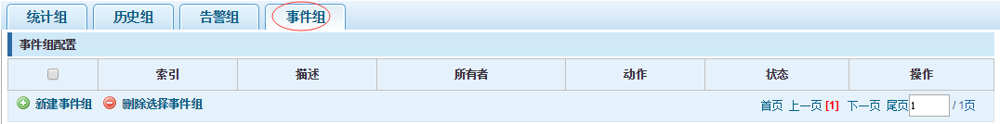 统计组 历史组 告警组 事件组
事件组配置
索引 描述 所有者 动作 状态 操作
新建事件组 删除选择事件组 首页 上一页 [1] 下一页 尾页 1 / 1页